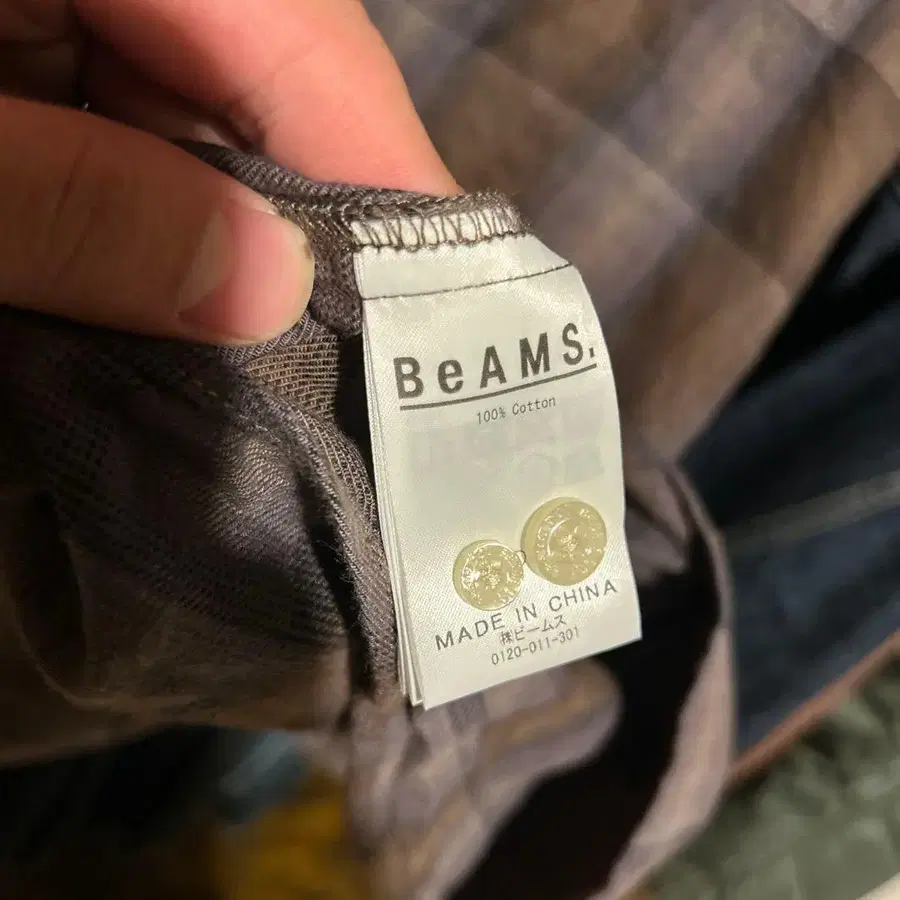 BeAMS.
100% Cotton
MADE IN CHINA
株ビームス
0120-011-301